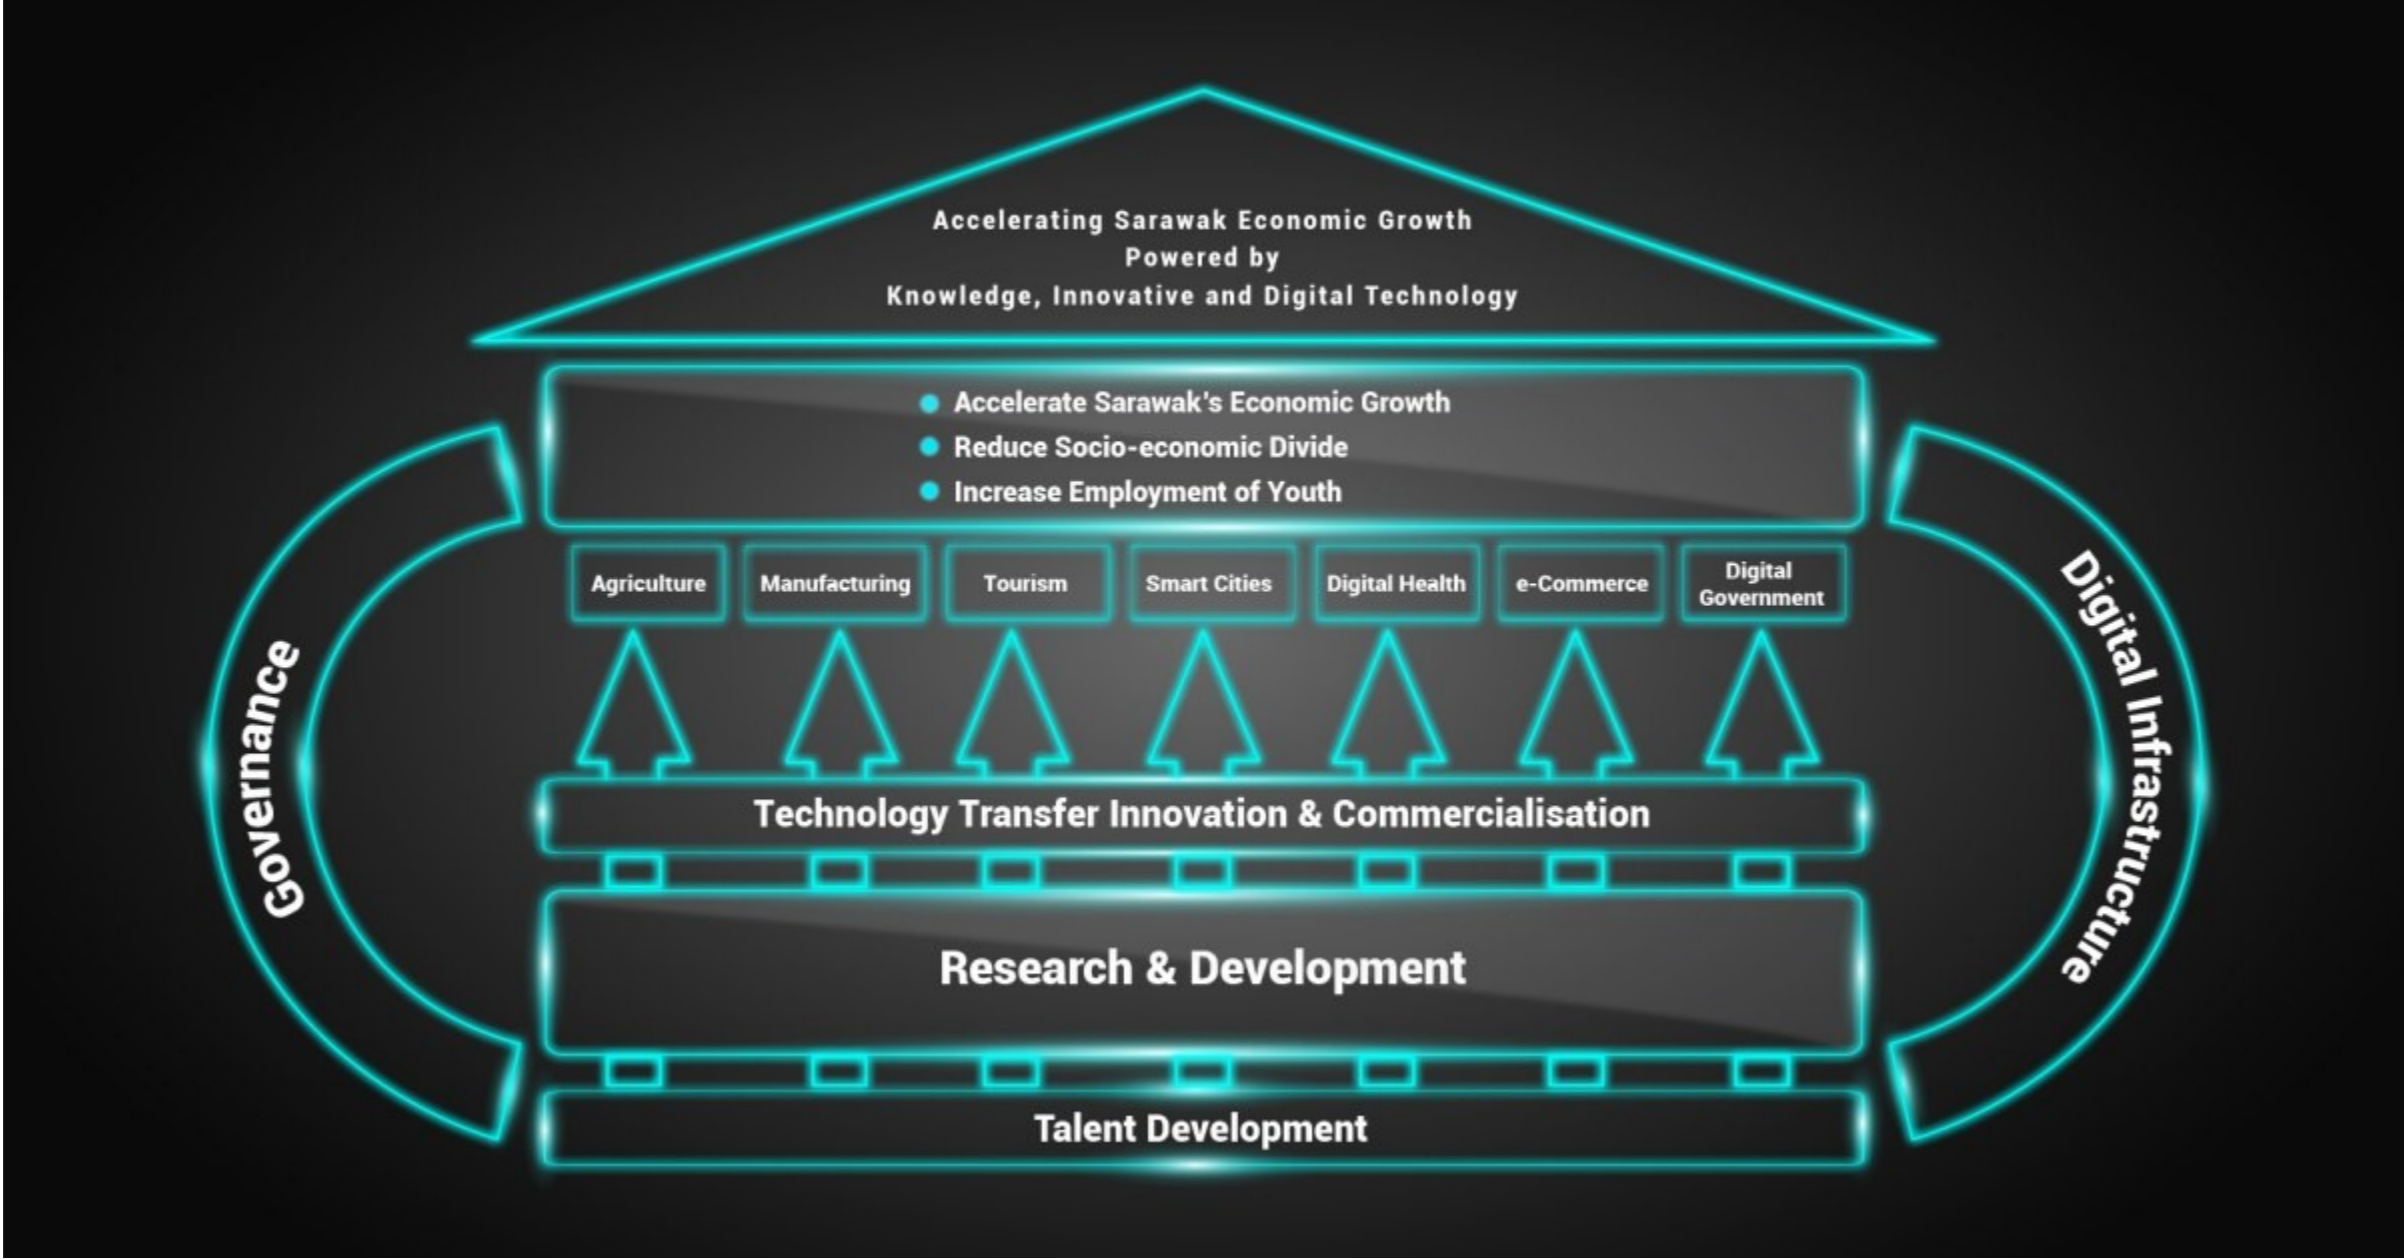 Accelerating Sarawak Economic Growth
Powered by
Knowledge, Innovative and Digital Technology
Accelerate Sarawak's Economic Growth
Reduce Socio-economic Divide
Increase Employment of Youth
Agriculture
Manufacturing
Tourism
Smart Cities
Digital Health
e-Commerce
Digital
Government
Governance
Digital Infrastructure
Technology Transfer Innovation & Commercialisation
Research & Development
Talent Development